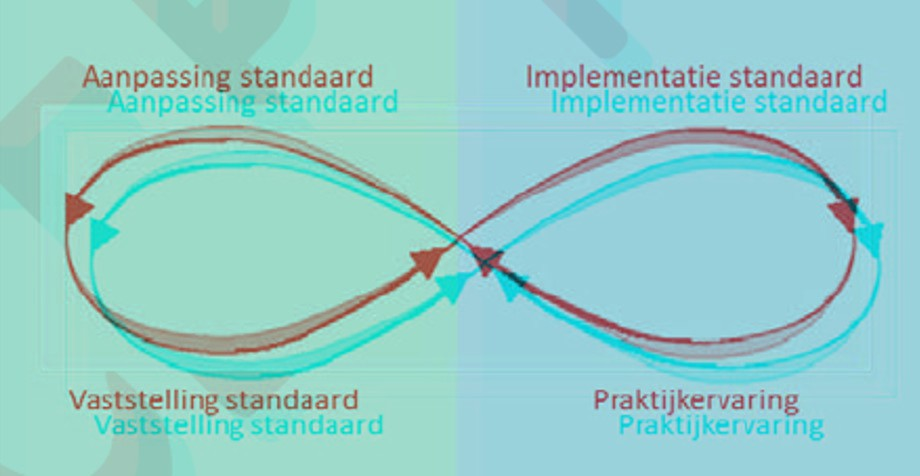 Aanpassing standaard
Aanpassing standaard
Implementatie standaard
Implementatie standaard
Vaststelling standaard
Vaststelling standaard
Praktijkervaring
Praktijkervaring